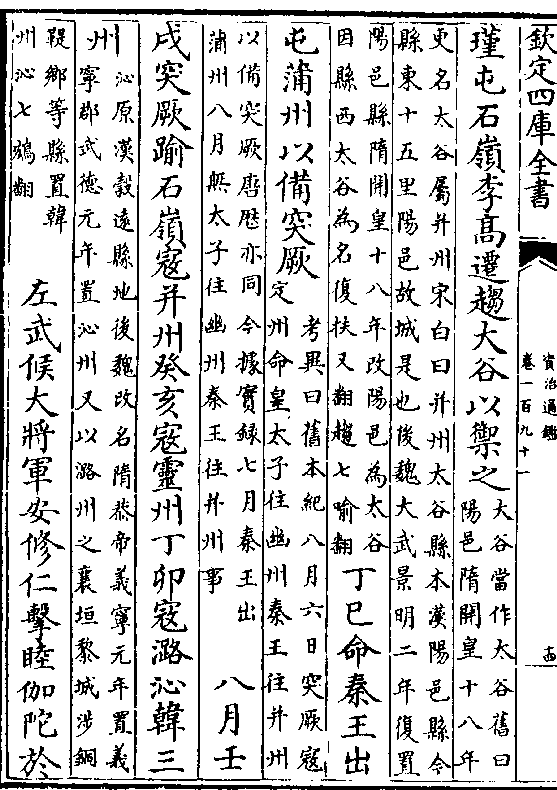 欽定四庫全書
資治通鑑
卷一百九十一
十四
瑾屯石嶺李高遷趨大谷以禦之
大谷當作太谷舊曰
陽邑隋開皇十八年
更名太谷屬并州宋白曰并州太谷縣本漢陽邑縣今
縣東十五里陽邑故城是也後魏大武景明二年復置
陽邑縣隋開皇十八年改陽邑為太谷
因縣西太谷為名復扶又翻趨七喻翻
丁巳命秦王出
屯蒲州以備突厥
考異曰舊本紀八月六日突厥寇
定州命皇太子往幽州秦王往并州
以備突厥唐歴亦同今據實録七月秦王出
蒲州八月無太子往幽州秦王往并州事
八月壬
戌突厥踰石嶺寇并州癸亥寇靈州丁卯寇潞沁韓三
州
沁原漢穀遠縣地後魏改名隋恭帝義寧元年置義
寧郡武德元年置沁州又以潞州之襄垣黎城涉銅
鞮鄉等縣置韓
州沁七鴆翻
左武候大將軍安修仁擊睦伽陀於